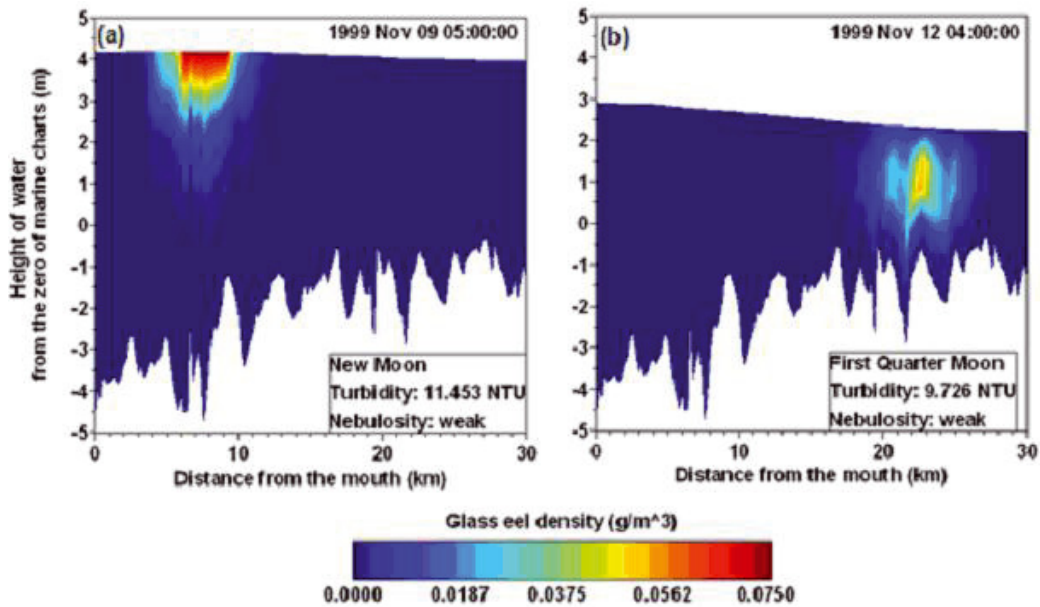 (a) 1999 Nov 09 05:00:00
5
4
3
2
1
0
-1
-2
-3
-4
-5
Height of water
from the zero of marine charts (m)
New Moon
Turbidity: 11.453 NTU
Nebulosity: weak
0 10 20 30
Distance from the mouth (km)
(b) 1999 Nov 12 04:00:00
5
4
3
2
1
0
-1
-2
-3
-4
-5
First Quarter Moon
Turbidity: 9.726 NTU
Nebulosity: weak
0 10 20 30
Distance from the mouth (km)
Glass eel density (g/m^3)
0.0000 0.0187 0.0375 0.0562 0.0750